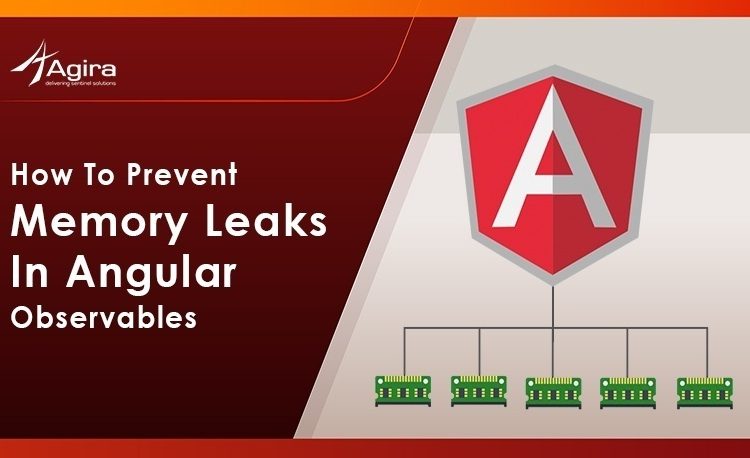 Agira
delivering sentinel solutions
How To Prevent
Memory Leaks
In Angular
Observables
A